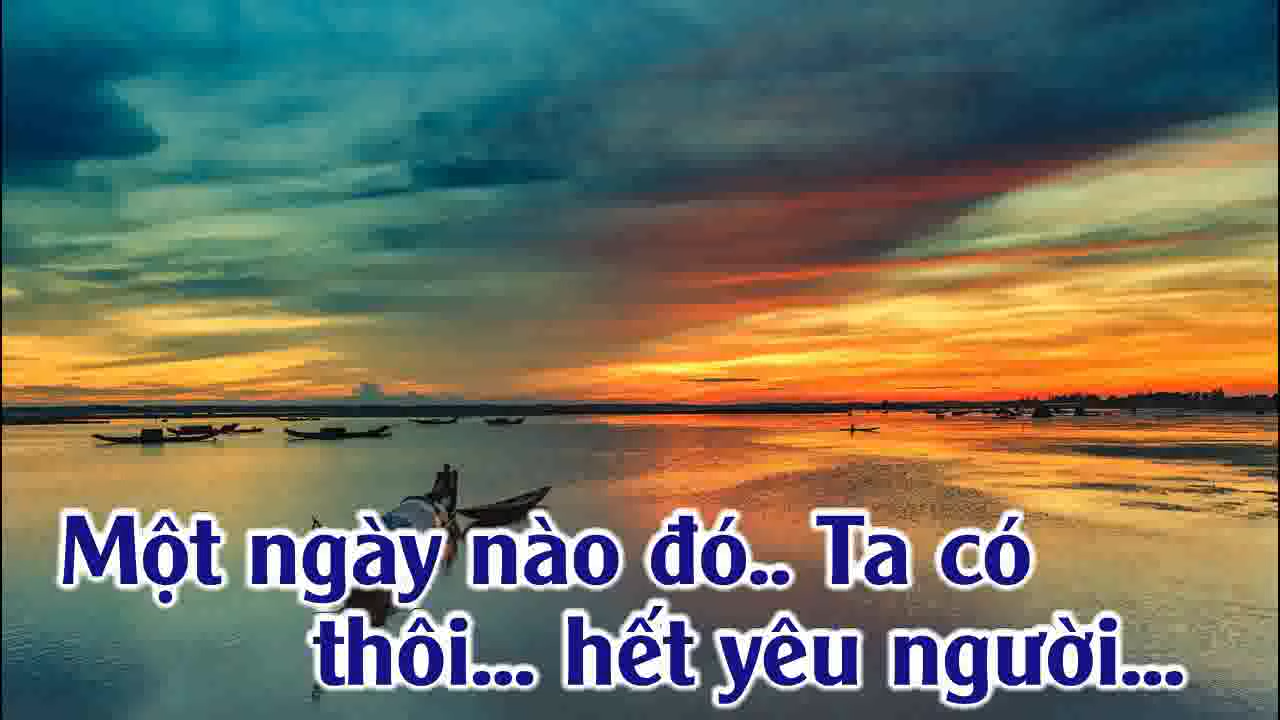 Một ngày nào đó.. Ta có
thôi... hết yêu người...